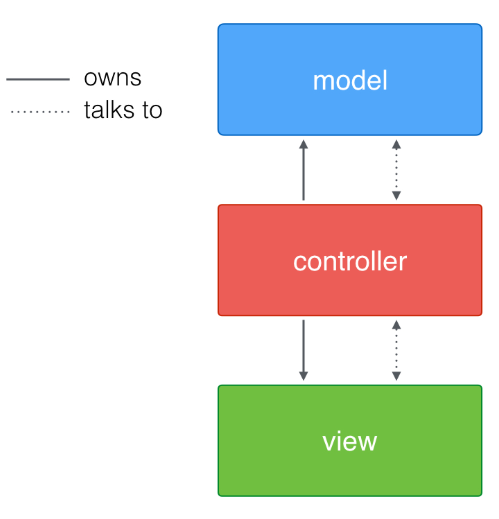 owns
talks to
model
controller
view